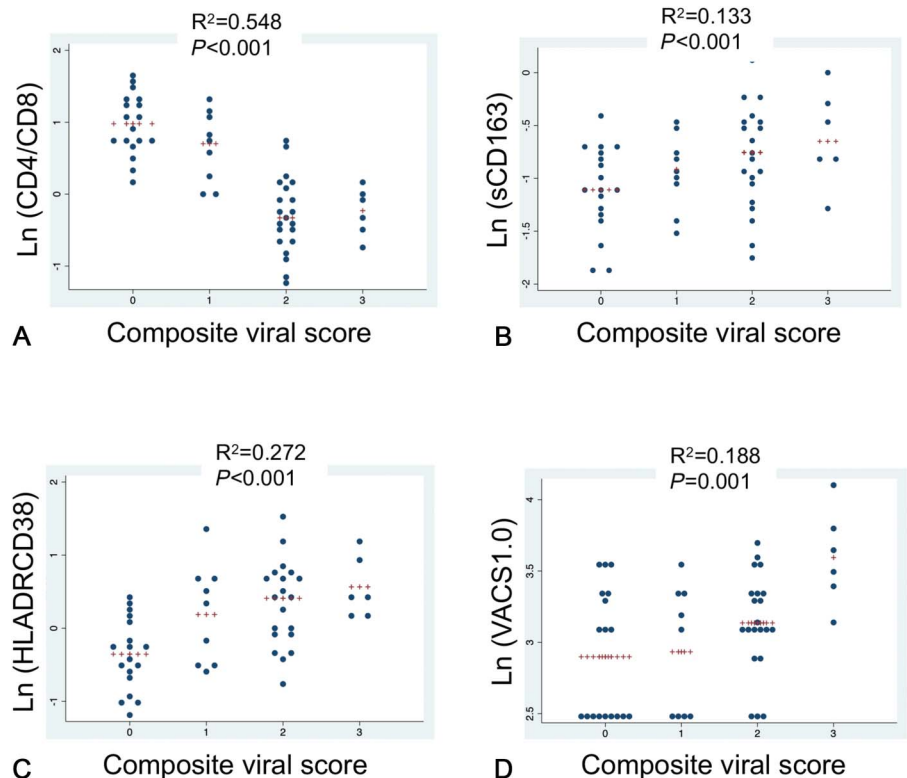 R²=0.548
P<0.001
Ln (CD4/CD8)
2
1
0
-1
0 1 2 3
A Composite viral score
R²=0.133
P<0.001
Ln (sCD163)
0
-.5
-1
-1.5
-2
0 1 2 3
B Composite viral score
R²=0.272
P<0.001
Ln (HLADRCD38)
2
1
0
-1
0 1 2 3
C Composite viral score
R²=0.188
P=0.001
Ln (VACS1.0)
4
3.5
3
2.5
0 1 2 3
D Composite viral score